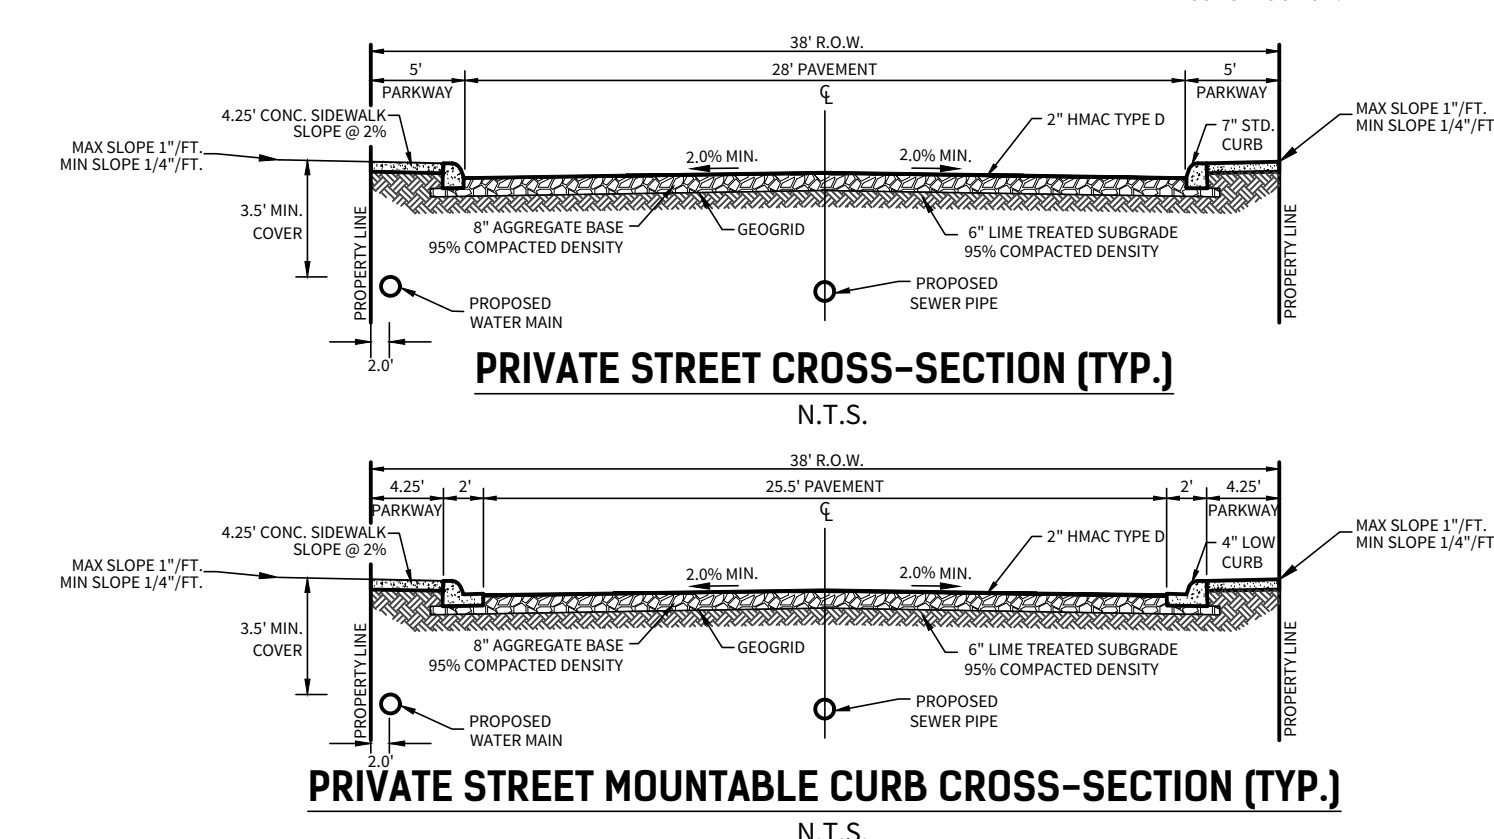 38' R.O.W.
5'
28' PAVEMENT
5'
PARKWAY
℄
PARKWAY
4.25' CONC. SIDEWALK
SLOPE @ 2%
2" HMAC TYPE D
7" STD.
CURB
MAX SLOPE 1"/FT.
MIN SLOPE 1/4"/FT
MAX SLOPE 1"/FT.
MIN SLOPE 1/4"/FT.
2.0% MIN.
2.0% MIN.
3.5' MIN.
COVER
PROPERTY LINE
8" AGGREGATE BASE
95% COMPACTED DENSITY
GEOGRID
6" LIME TREATED SUBGRADE
95% COMPACTED DENSITY
PROPERTY LINE
PROPOSED
WATER MAIN
PROPOSED
SEWER PIPE
2.0'
PRIVATE STREET CROSS-SECTION (TYP.)
N.T.S.
38' R.O.W.
4.25'
2'
25.5' PAVEMENT
2'
4.25'
PARKWAY
℄
PARKWAY
4.25' CONC. SIDEWALK
SLOPE @ 2%
2" HMAC TYPE D
4" LOW
CURB
MAX SLOPE 1"/FT.
MIN SLOPE 1/4"/FT
MAX SLOPE 1"/FT.
MIN SLOPE 1/4"/FT.
2.0% MIN.
2.0% MIN.
3.5' MIN.
COVER
PROPERTY LINE
8" AGGREGATE BASE
95% COMPACTED DENSITY
GEOGRID
6" LIME TREATED SUBGRADE
95% COMPACTED DENSITY
PROPERTY LINE
PROPOSED
WATER MAIN
PROPOSED
SEWER PIPE
2.0'
PRIVATE STREET MOUNTABLE CURB CROSS-SECTION (TYP.)
N.T.S.